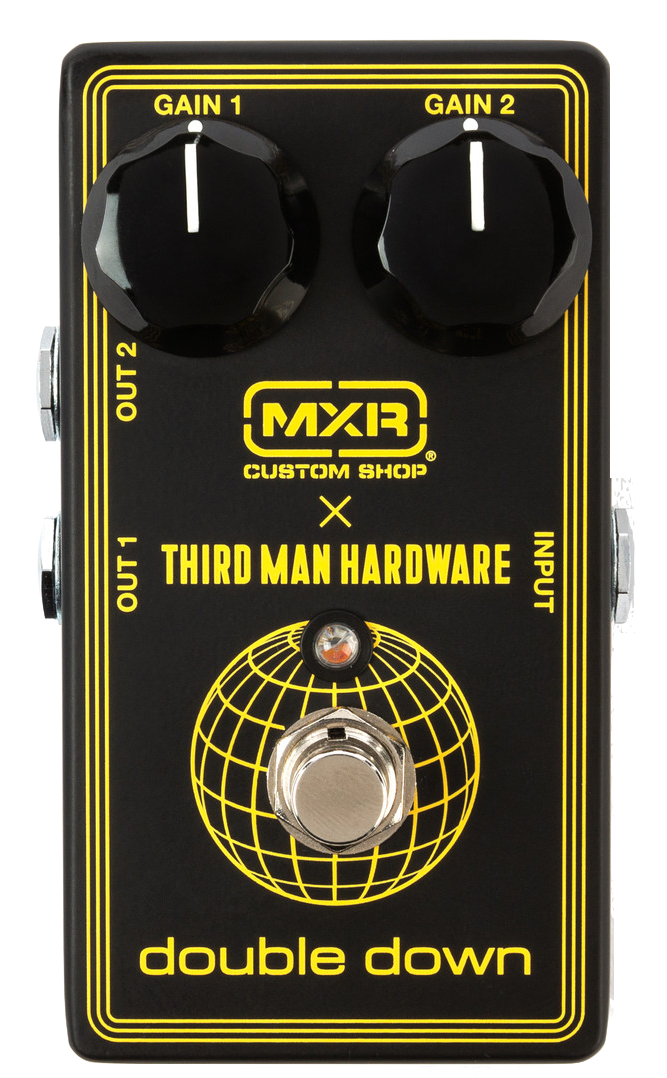 GAIN 1
GAIN 2
OUT 2
MXR
CUSTOM SHOP®
X
THIRD MAN HARDWARE
OUT 1
INPUT
double down